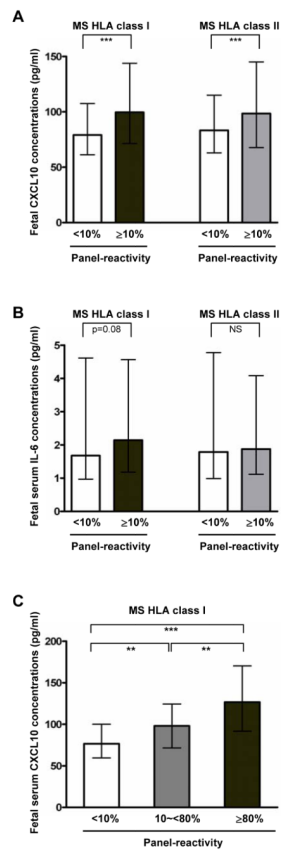 A
MS HLA class I MS HLA class II
*** ***
Fetal CXCL10 concentrations (pg/ml)
150
100
50
0
<10% ≥10% <10% ≥10%
Panel-reactivity Panel-reactivity
B
MS HLA class I MS HLA class II
p=0.08 NS
Fetal serum IL-6 concentrations (pg/ml)
5
4
3
2
1
0
<10% ≥10% <10% ≥10%
Panel-reactivity Panel-reactivity
C
MS HLA class I
***
** **
Fetal serum CXCL10 concentrations (pg/ml)
200
150
100
50
0
<10% 10~<80% ≥80%
Panel-reactivity